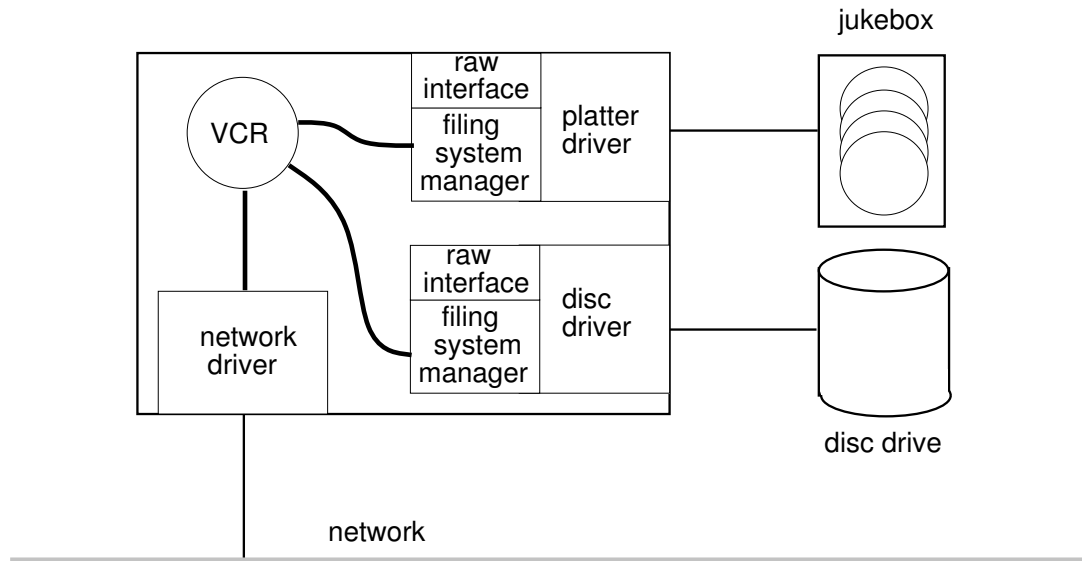 jukebox
raw
interface
filing
system
manager
platter
driver
VCR
raw
interface
filing
system
manager
disc
driver
network
driver
disc drive
network